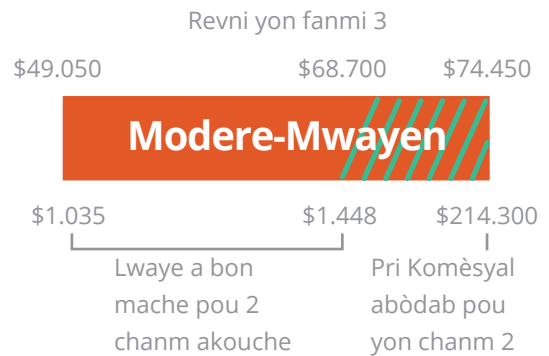 Revni yon fanmi 3
$49.050 $68.700 $74.450
Modere-Mwayen
$1.035 $1.448 $214.300
Lwaye a bon
mache pou 2
chanm akouche
Pri Komèsyal
abòdab pou
yon chanm 2